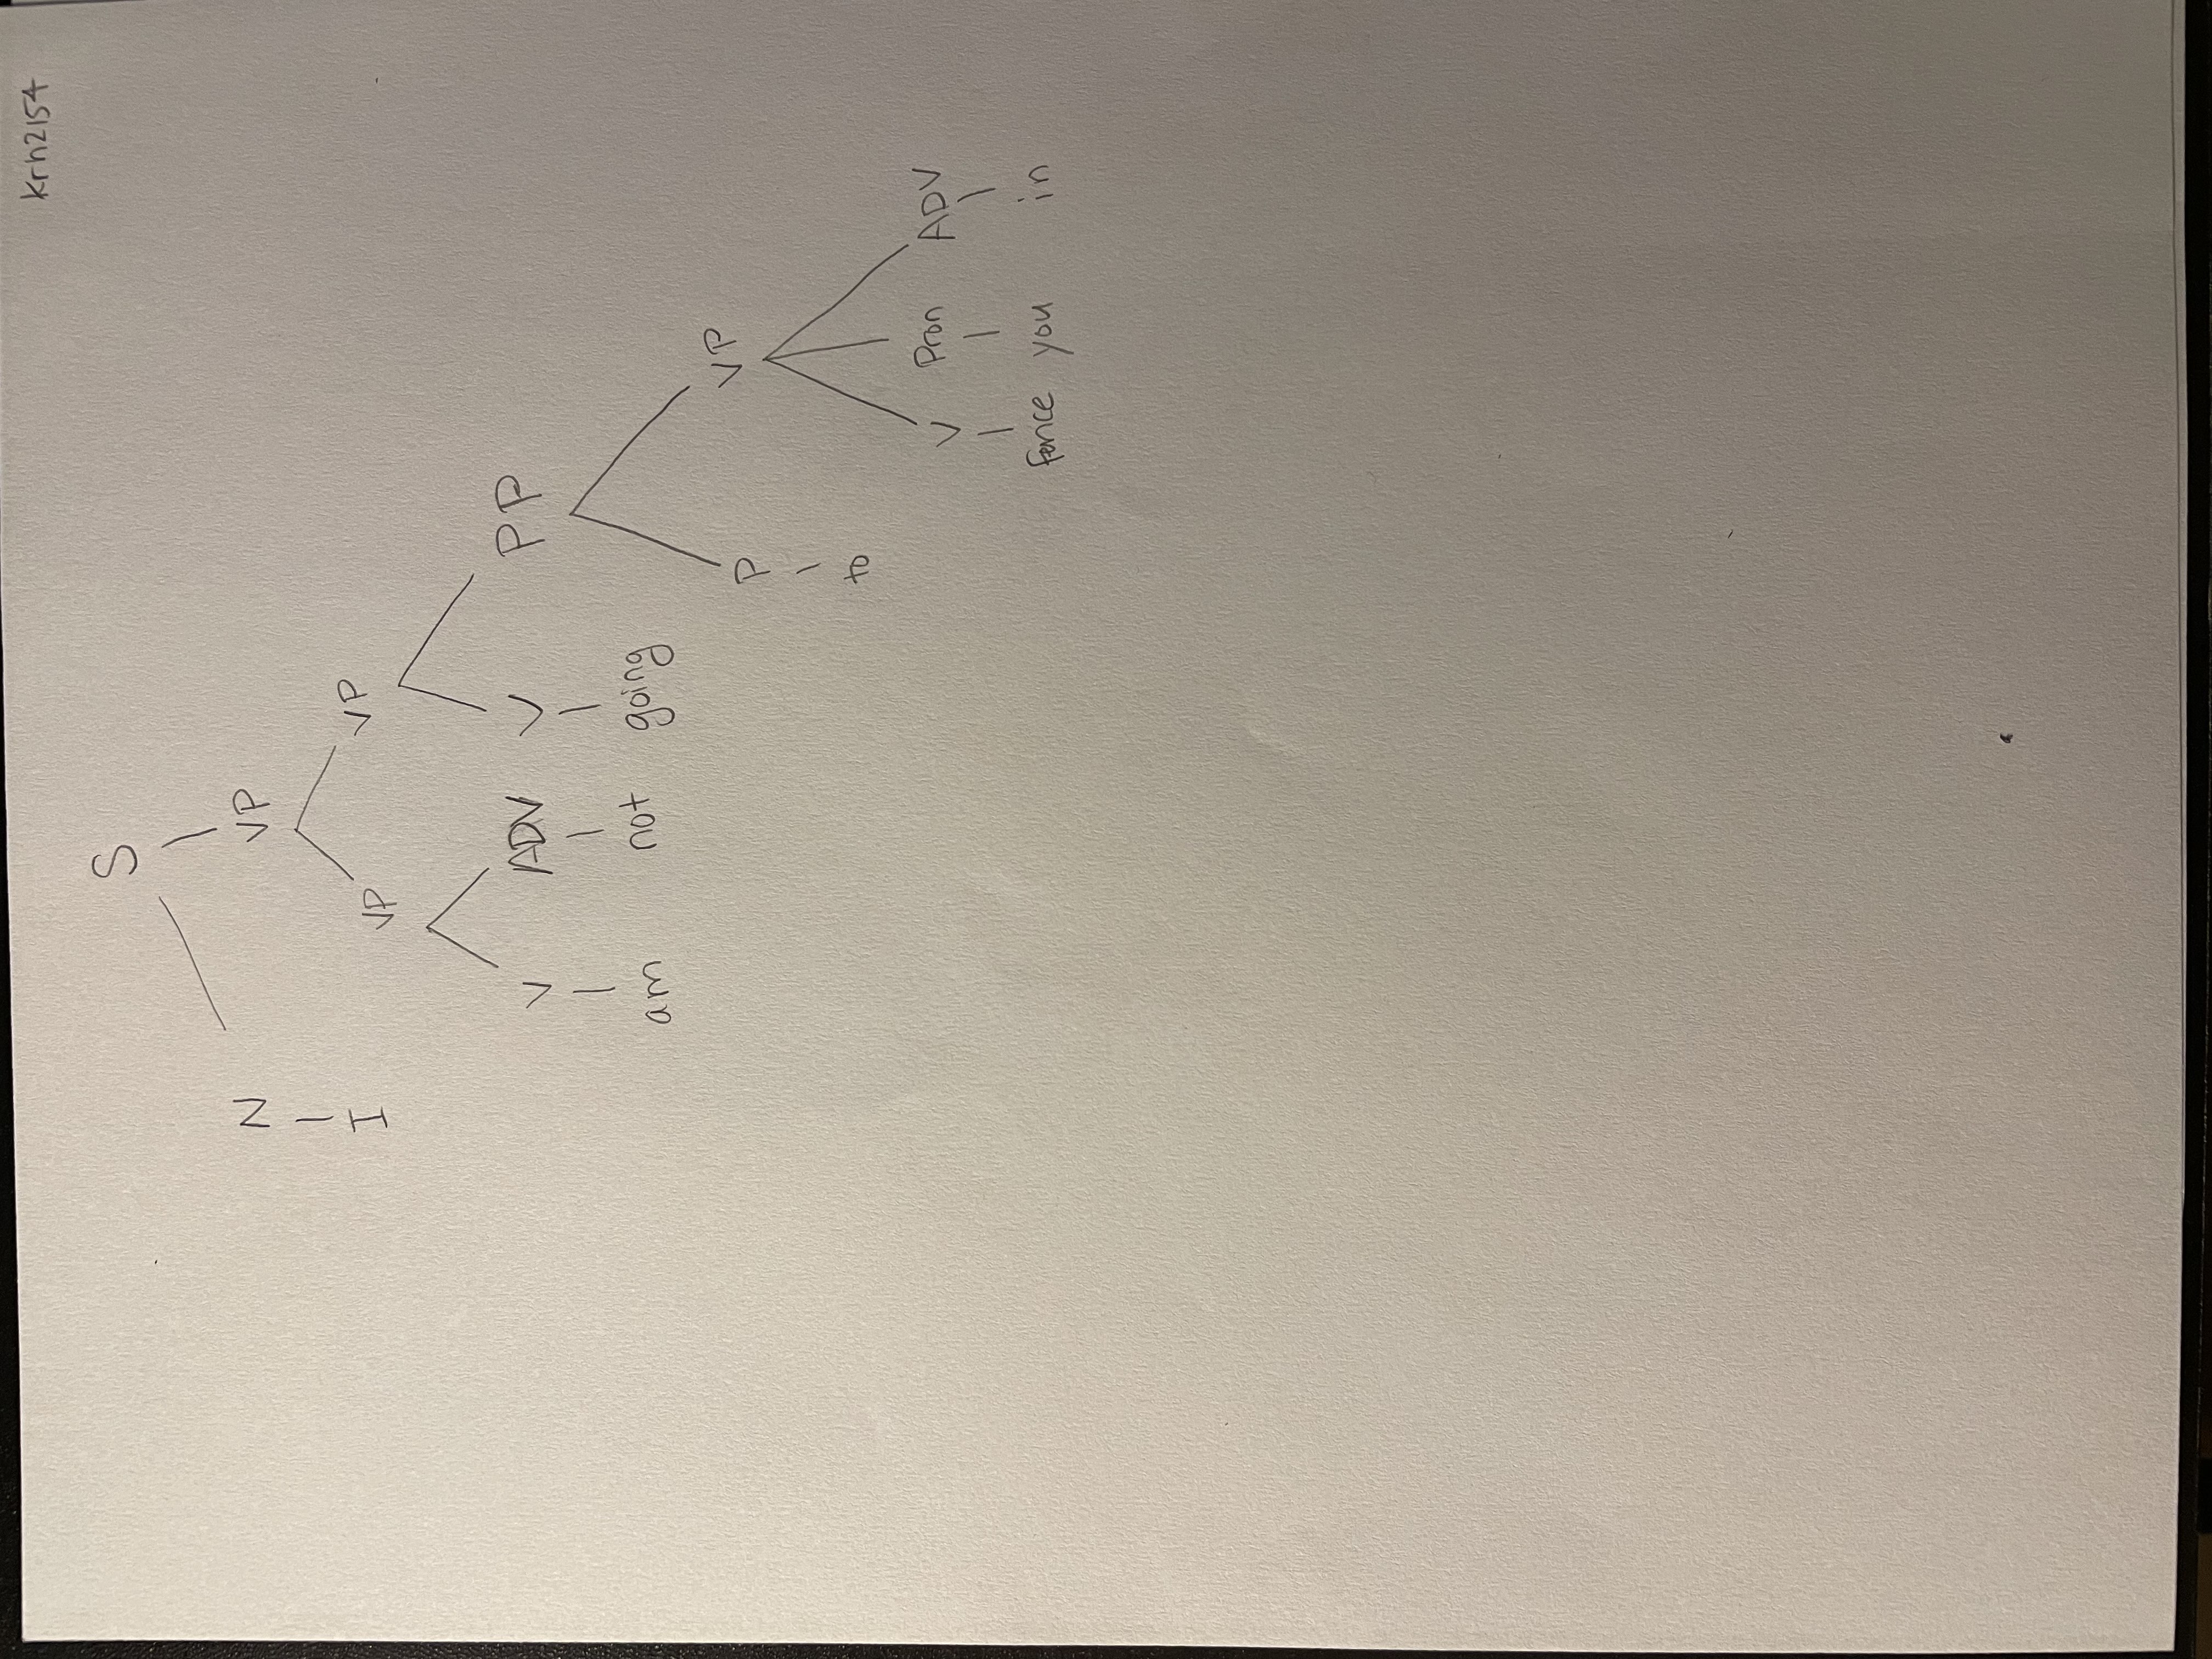 krh2154
S
N VP
I
VP VP
V ADV V PP
am not going
P VP
to
V Pron ADV
fence you in